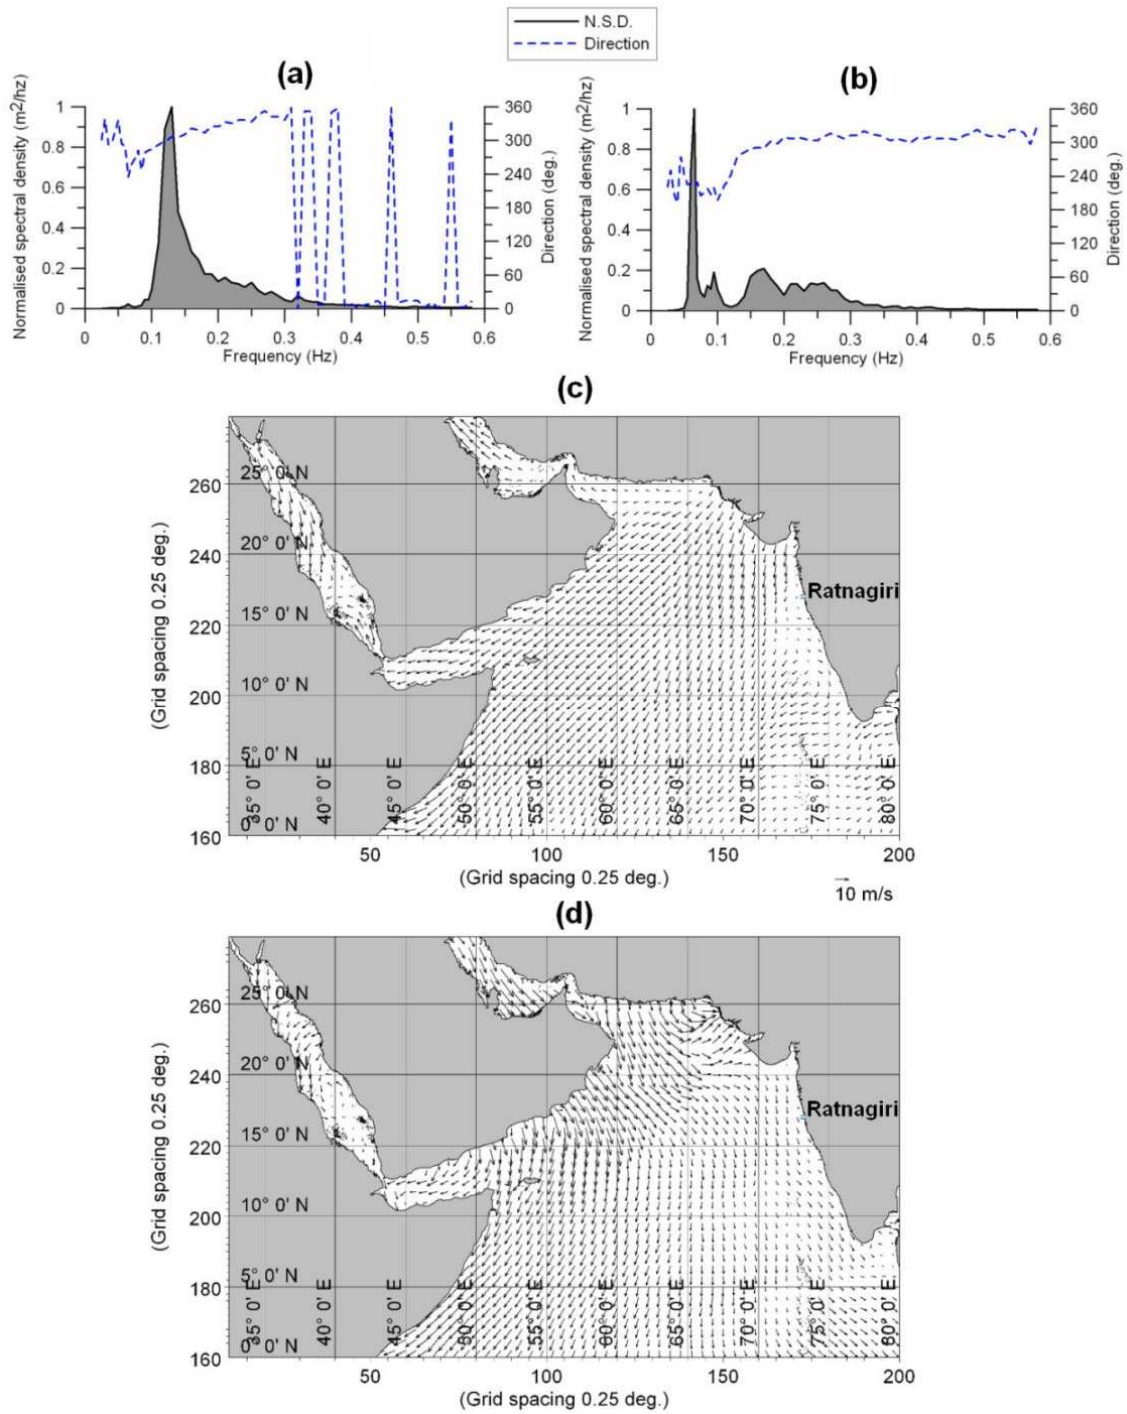 N.S.D.
Direction
(a)
Normalised spectral density (m2/hz)
1
0.8
0.6
0.4
0.2
0
0 0.1 0.2 0.3 0.4 0.5 0.6
Frequency (Hz)
360
300
240
180
120
60
0
Direction (deg.)
(b)
Normalised spectral density (m2/hz)
1
0.8
0.6
0.4
0.2
0
0 0.1 0.2 0.3 0.4 0.5 0.6
Frequency (Hz)
360
300
240
180
120
60
0
Direction (deg.)
(c)
(Grid spacing 0.25 deg.)
260
240
220
200
180
160
25° 0' N
20° 0' N
15° 0' N
10° 0' N
5° 0' N
0° 0' N
35° 0' E
40° 0' E
45° 0' E
50° 0' E
55° 0' E
60° 0' E
65° 0' E
70° 0' E
75° 0' E
80° 0' E
Ratnagiri
50 100 150 200
(Grid spacing 0.25 deg.)
10 m/s
(d)
(Grid spacing 0.25 deg.)
260
240
220
200
180
160
25° 0' N
20° 0' N
15° 0' N
10° 0' N
5° 0' N
0° 0' N
35° 0' E
40° 0' E
45° 0' E
50° 0' E
55° 0' E
60° 0' E
65° 0' E
70° 0' E
75° 0' E
80° 0' E
Ratnagiri
50 100 150 200
(Grid spacing 0.25 deg.)